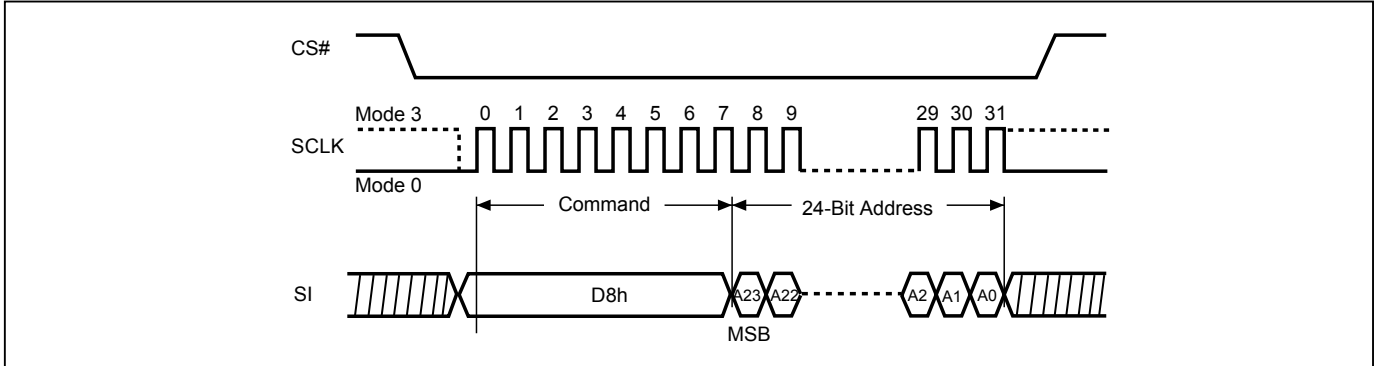 CS#
Mode 3 0 1 2 3 4 5 6 7 8 9 29 30 31
SCLK
Mode 0
Command 24-Bit Address
SI D8h A23 A22 A2 A1 A0
MSB